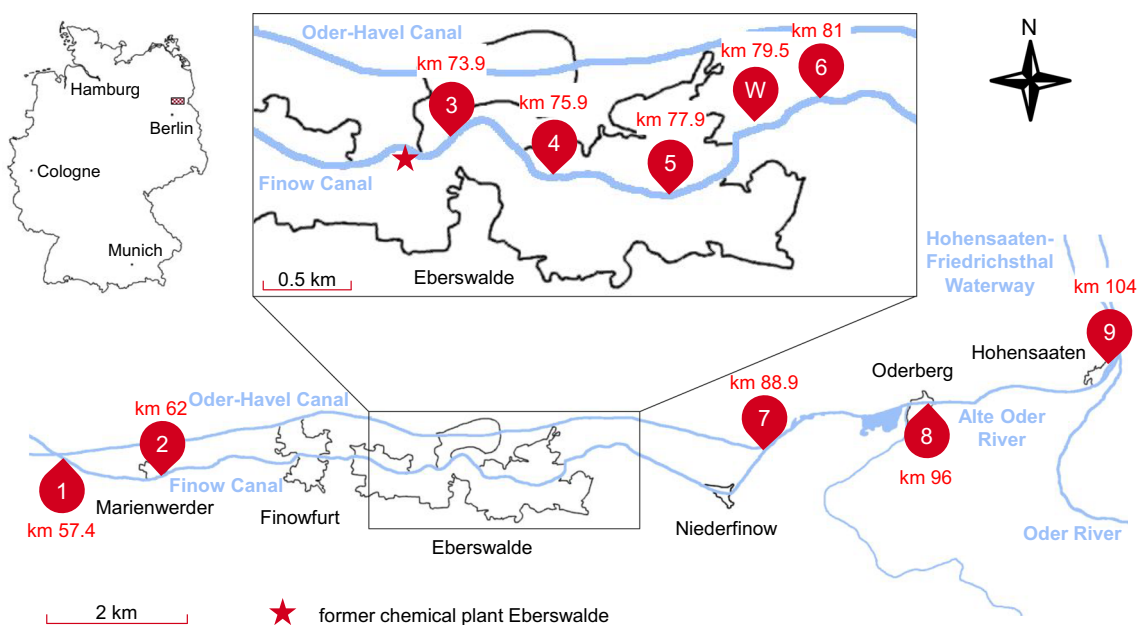 Hamburg
Berlin
Cologne
Munich
Oder-Havel Canal
km 73.9
3
km 75.9
4
km 77.9
5
km 79.5
W
km 81
6
Finow Canal
Eberswalde
0.5 km
N
Hohensaaten-
Friedrichsthal
Waterway
km 104
9
Hohensaaten
Oderberg
Alte Oder
River
8
km 96
km 88.9
7
Oder-Havel Canal
km 62
2
1
km 57.4
Marienwerder
Finow Canal
Finowfurt
Eberswalde
Niederfinow
Oder River
2 km
former chemical plant Eberswalde